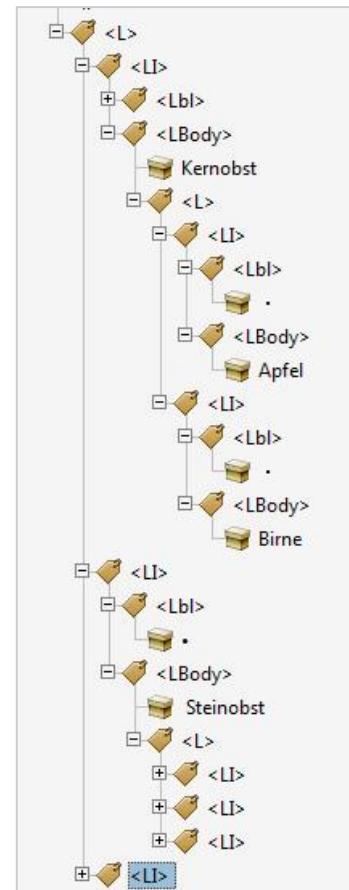 <L>
<LI>
<Lbl>
<LBody>
Kernobst
<L>
<LI>
<Lbl>
•
<LBody>
Apfel
<LI>
<Lbl>
•
<LBody>
Birne
<LI>
<Lbl>
•
<LBody>
Steinobst
<L>
<LI>
<LI>
<LI>
<LI>